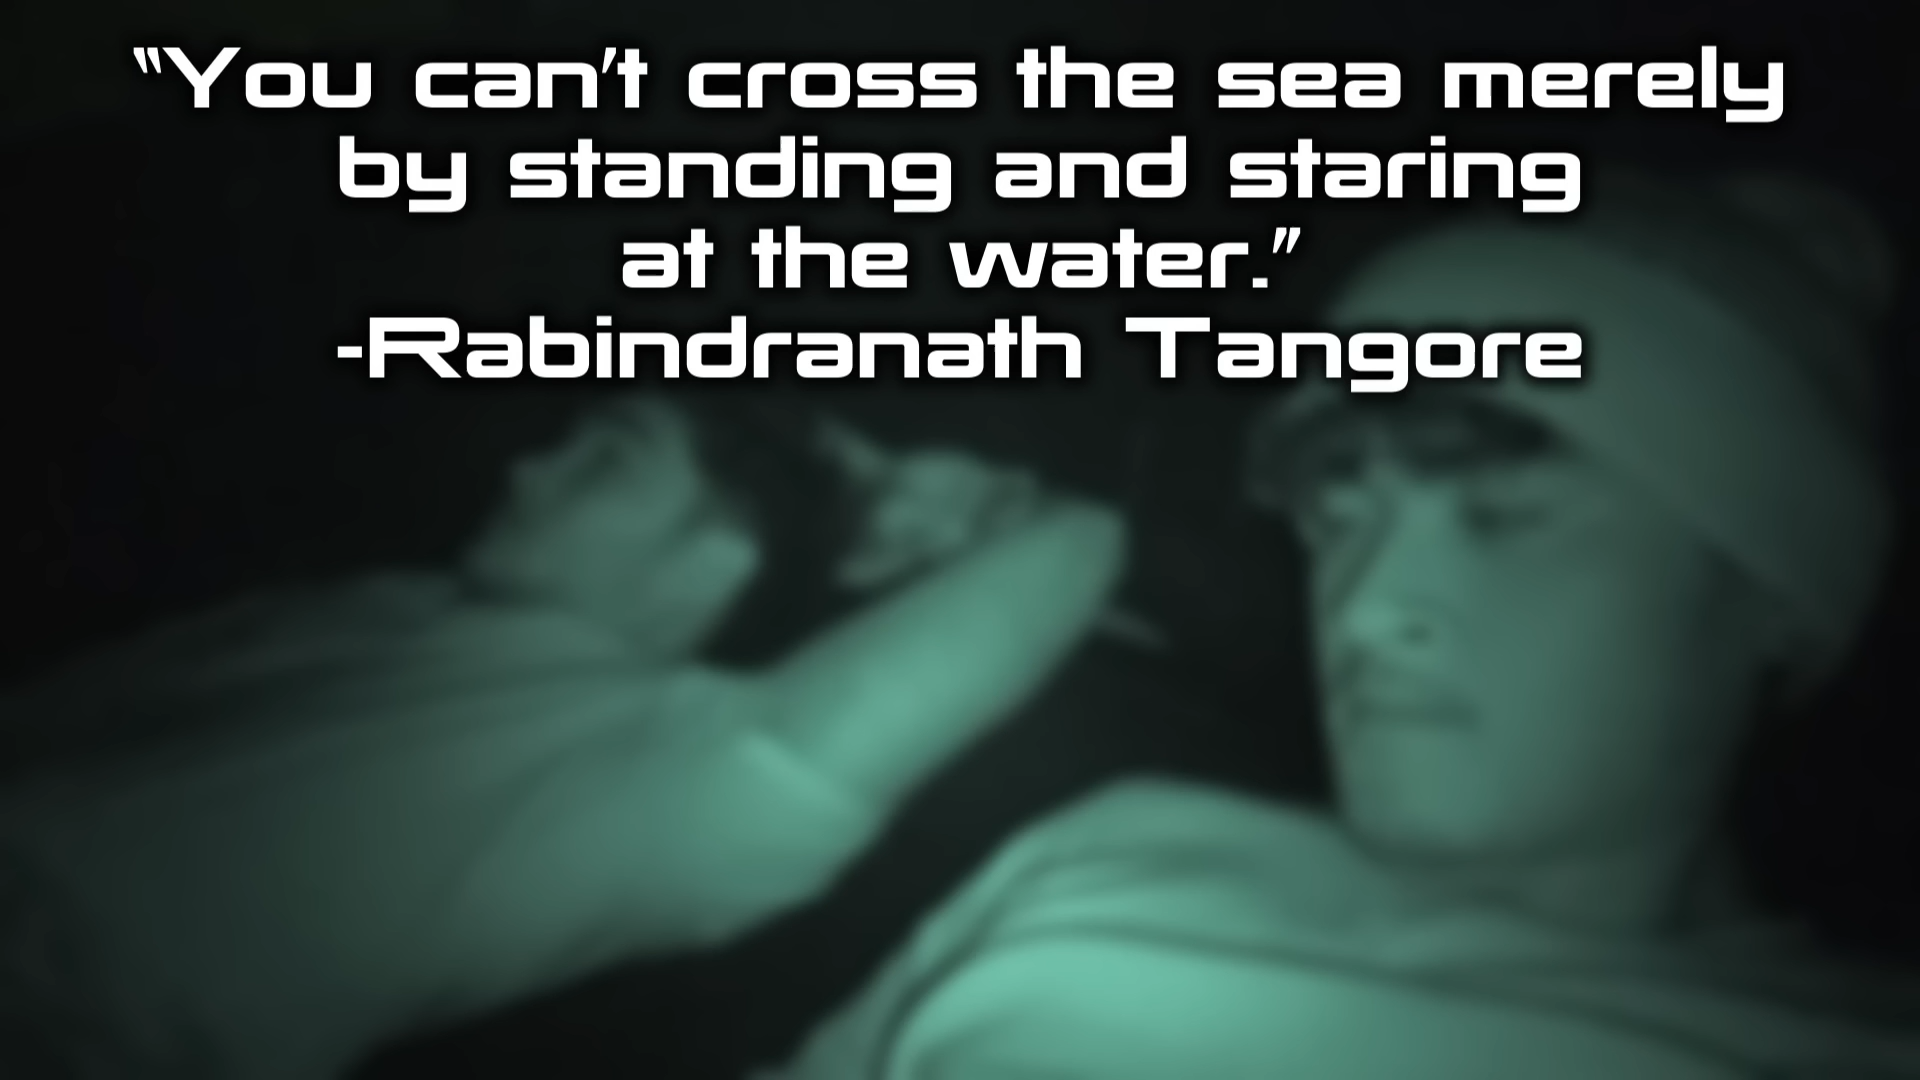 "You can't cross the sea merely
by standing and staring
at the water."
-Rabindranath Tangore